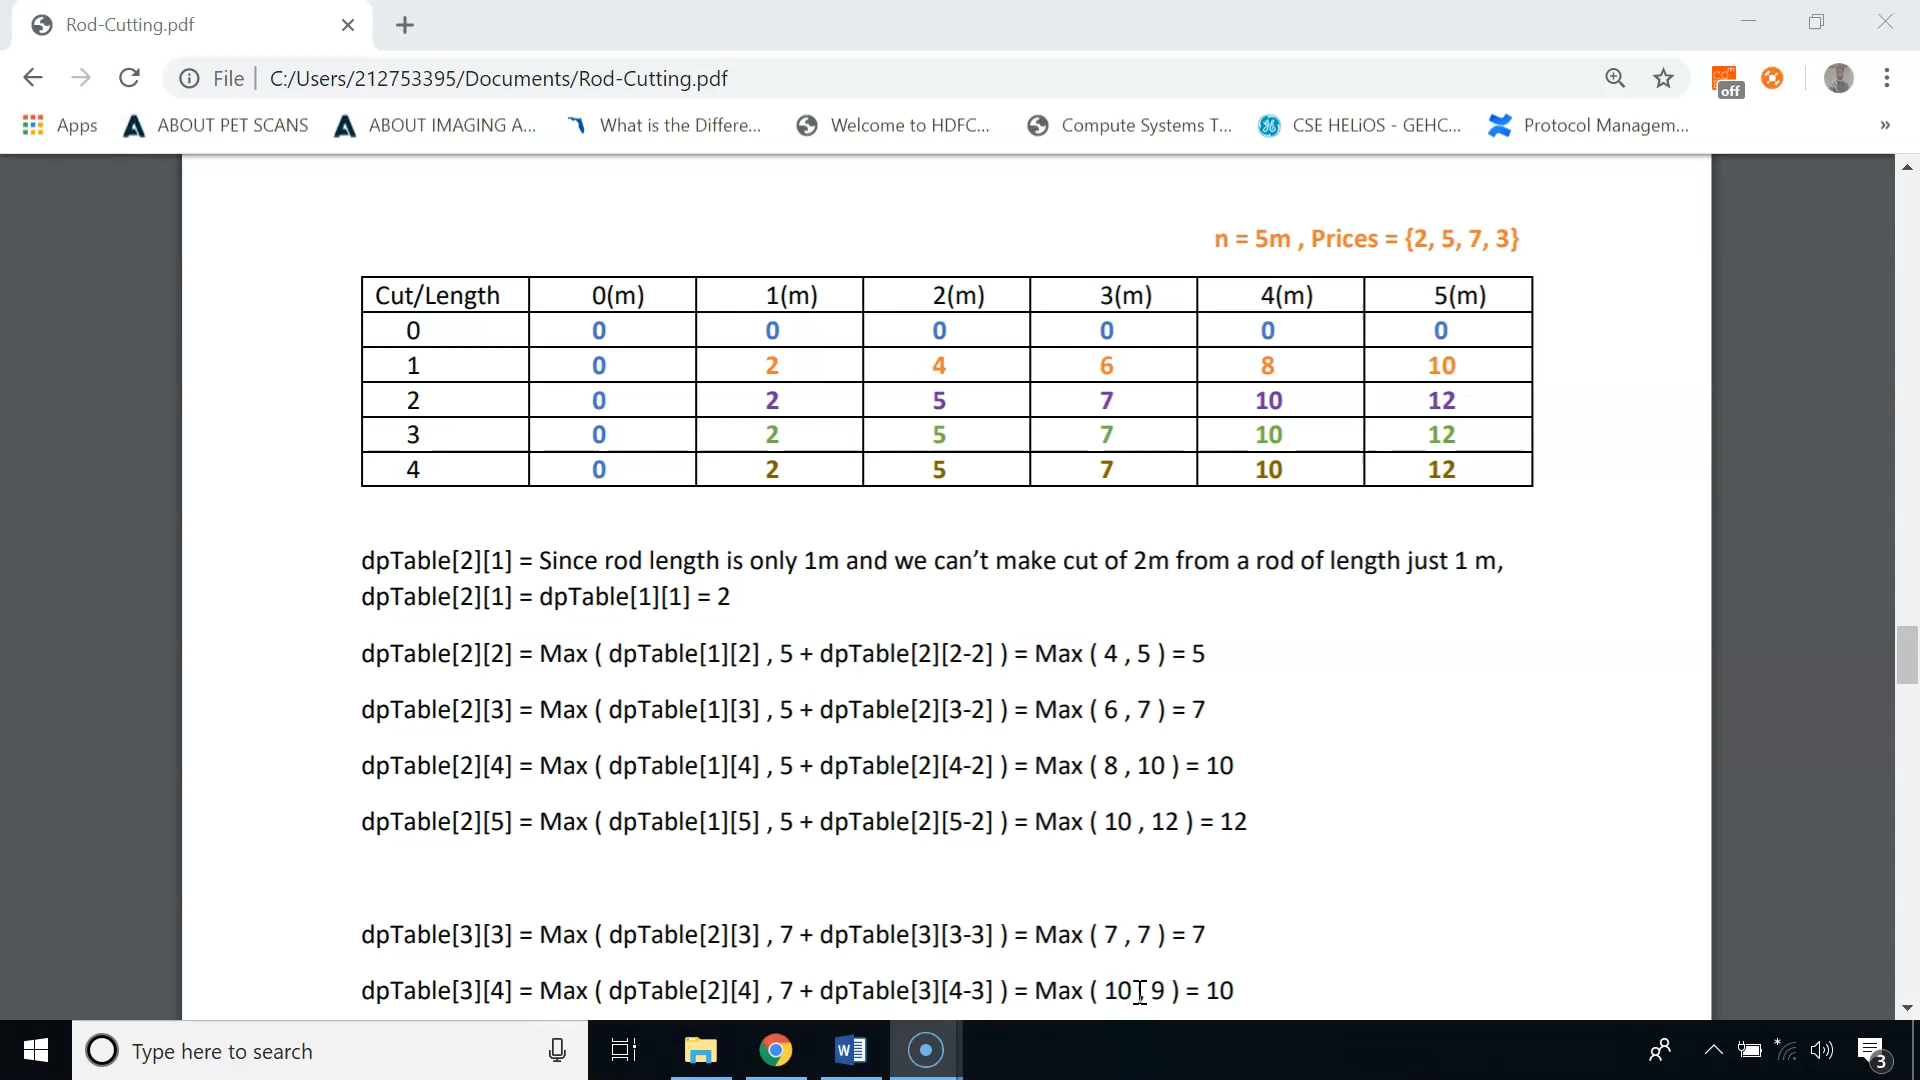 Rod-Cutting.pdf
File | C:/Users/212753395/Documents/Rod-Cutting.pdf
off
Apps ABOUT PET SCANS ABOUT IMAGING A... What is the Differe... Welcome to HDFC... Compute Systems T... CSE HELiOS - GEHC... Protocol Managem... »
n = 5m , Prices = {2, 5, 7, 3}
Cut/Length 0(m) 1(m) 2(m) 3(m) 4(m) 5(m)
0 0 0 0 0 0 0
1 0 2 4 6 8 10
2 0 2 5 7 10 12
3 0 2 5 7 10 12
4 0 2 5 7 10 12
dpTable[2][1] = Since rod length is only 1m and we can’t make cut of 2m from a rod of length just 1 m,
dpTable[2][1] = dpTable[1][1] = 2
dpTable[2][2] = Max ( dpTable[1][2] , 5 + dpTable[2][2-2] ) = Max ( 4 , 5 ) = 5
dpTable[2][3] = Max ( dpTable[1][3] , 5 + dpTable[2][3-2] ) = Max ( 6 , 7 ) = 7
dpTable[2][4] = Max ( dpTable[1][4] , 5 + dpTable[2][4-2] ) = Max ( 8 , 10 ) = 10
dpTable[2][5] = Max ( dpTable[1][5] , 5 + dpTable[2][5-2] ) = Max ( 10 , 12 ) = 12
dpTable[3][3] = Max ( dpTable[2][3] , 7 + dpTable[3][3-3] ) = Max ( 7 , 7 ) = 7
dpTable[3][4] = Max ( dpTable[2][4] , 7 + dpTable[3][4-3] ) = Max ( 10 , 9 ) = 10
Type here to search
3